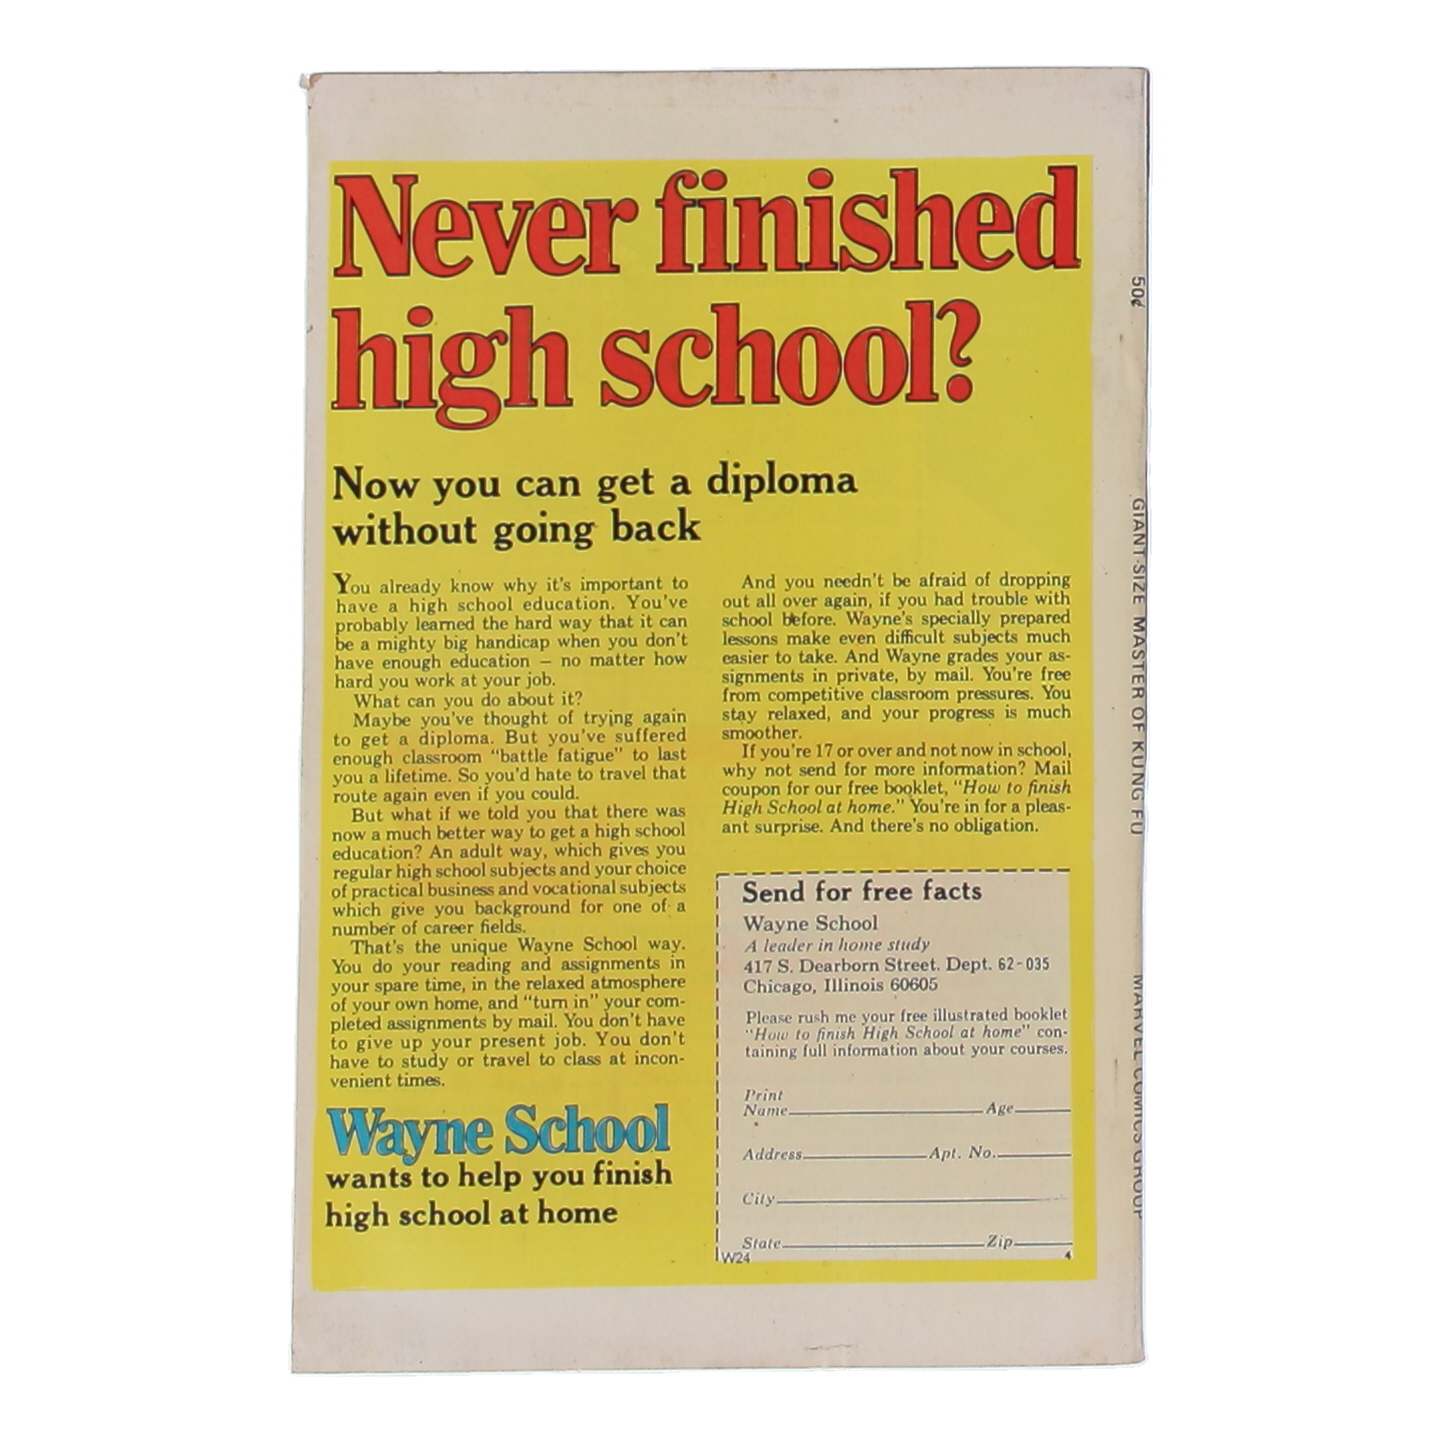 Never finished
high school?
Now you can get a diploma
without going back
You already know why it's important to
have a high school education. You've
probably learned the hard way that it can
be a mighty big handicap when you don't
have enough education – no matter how
hard you work at your job.
What can you do about it?
Maybe you've thought of trying again
to get a diploma. But you've suffered
enough classroom "battle fatigue" to last
you a lifetime. So you'd hate to travel that
route again even if you could.
But what if we told you that there was
now a much better way to get a high school
education? An adult way, which gives you
regular high school subjects and your choice
of practical business and vocational subjects
which give you background for one of a
number of career fields.
That's the unique Wayne School way.
You do your reading and assignments in
your spare time, in the relaxed atmosphere
of your own home, and "turn in" your com-
pleted assignments by mail. You don't have
to give up your present job. You don't
have to study or travel to class at incon-
venient times.
Wayne School
wants to help you finish
high school at home
And you needn't be afraid of dropping
out all over again, if you had trouble with
school before. Wayne's specially prepared
lessons make even difficult subjects much
easier to take. And Wayne grades your as-
signments in private, by mail. You're free
from competitive classroom pressures. You
stay relaxed, and your progress is much
smoother.
If you're 17 or over and not now in school,
why not send for more information? Mail
coupon for our free booklet, "How to finish
High School at home." You're in for a pleas-
ant surprise. And there's no obligation.
Send for free facts
Wayne School
A leader in home study
417 S. Dearborn Street. Dept. 62-035
Chicago, Illinois 60605
Please rush me your free illustrated booklet
"How to finish High School at home" con-
taining full information about your courses.
Print
Name Age
Address Apt. No.
City
State Zip
W24 4
50¢ GIANT-SIZE MASTER OF KUNG FU MARVEL COMICS GROUP